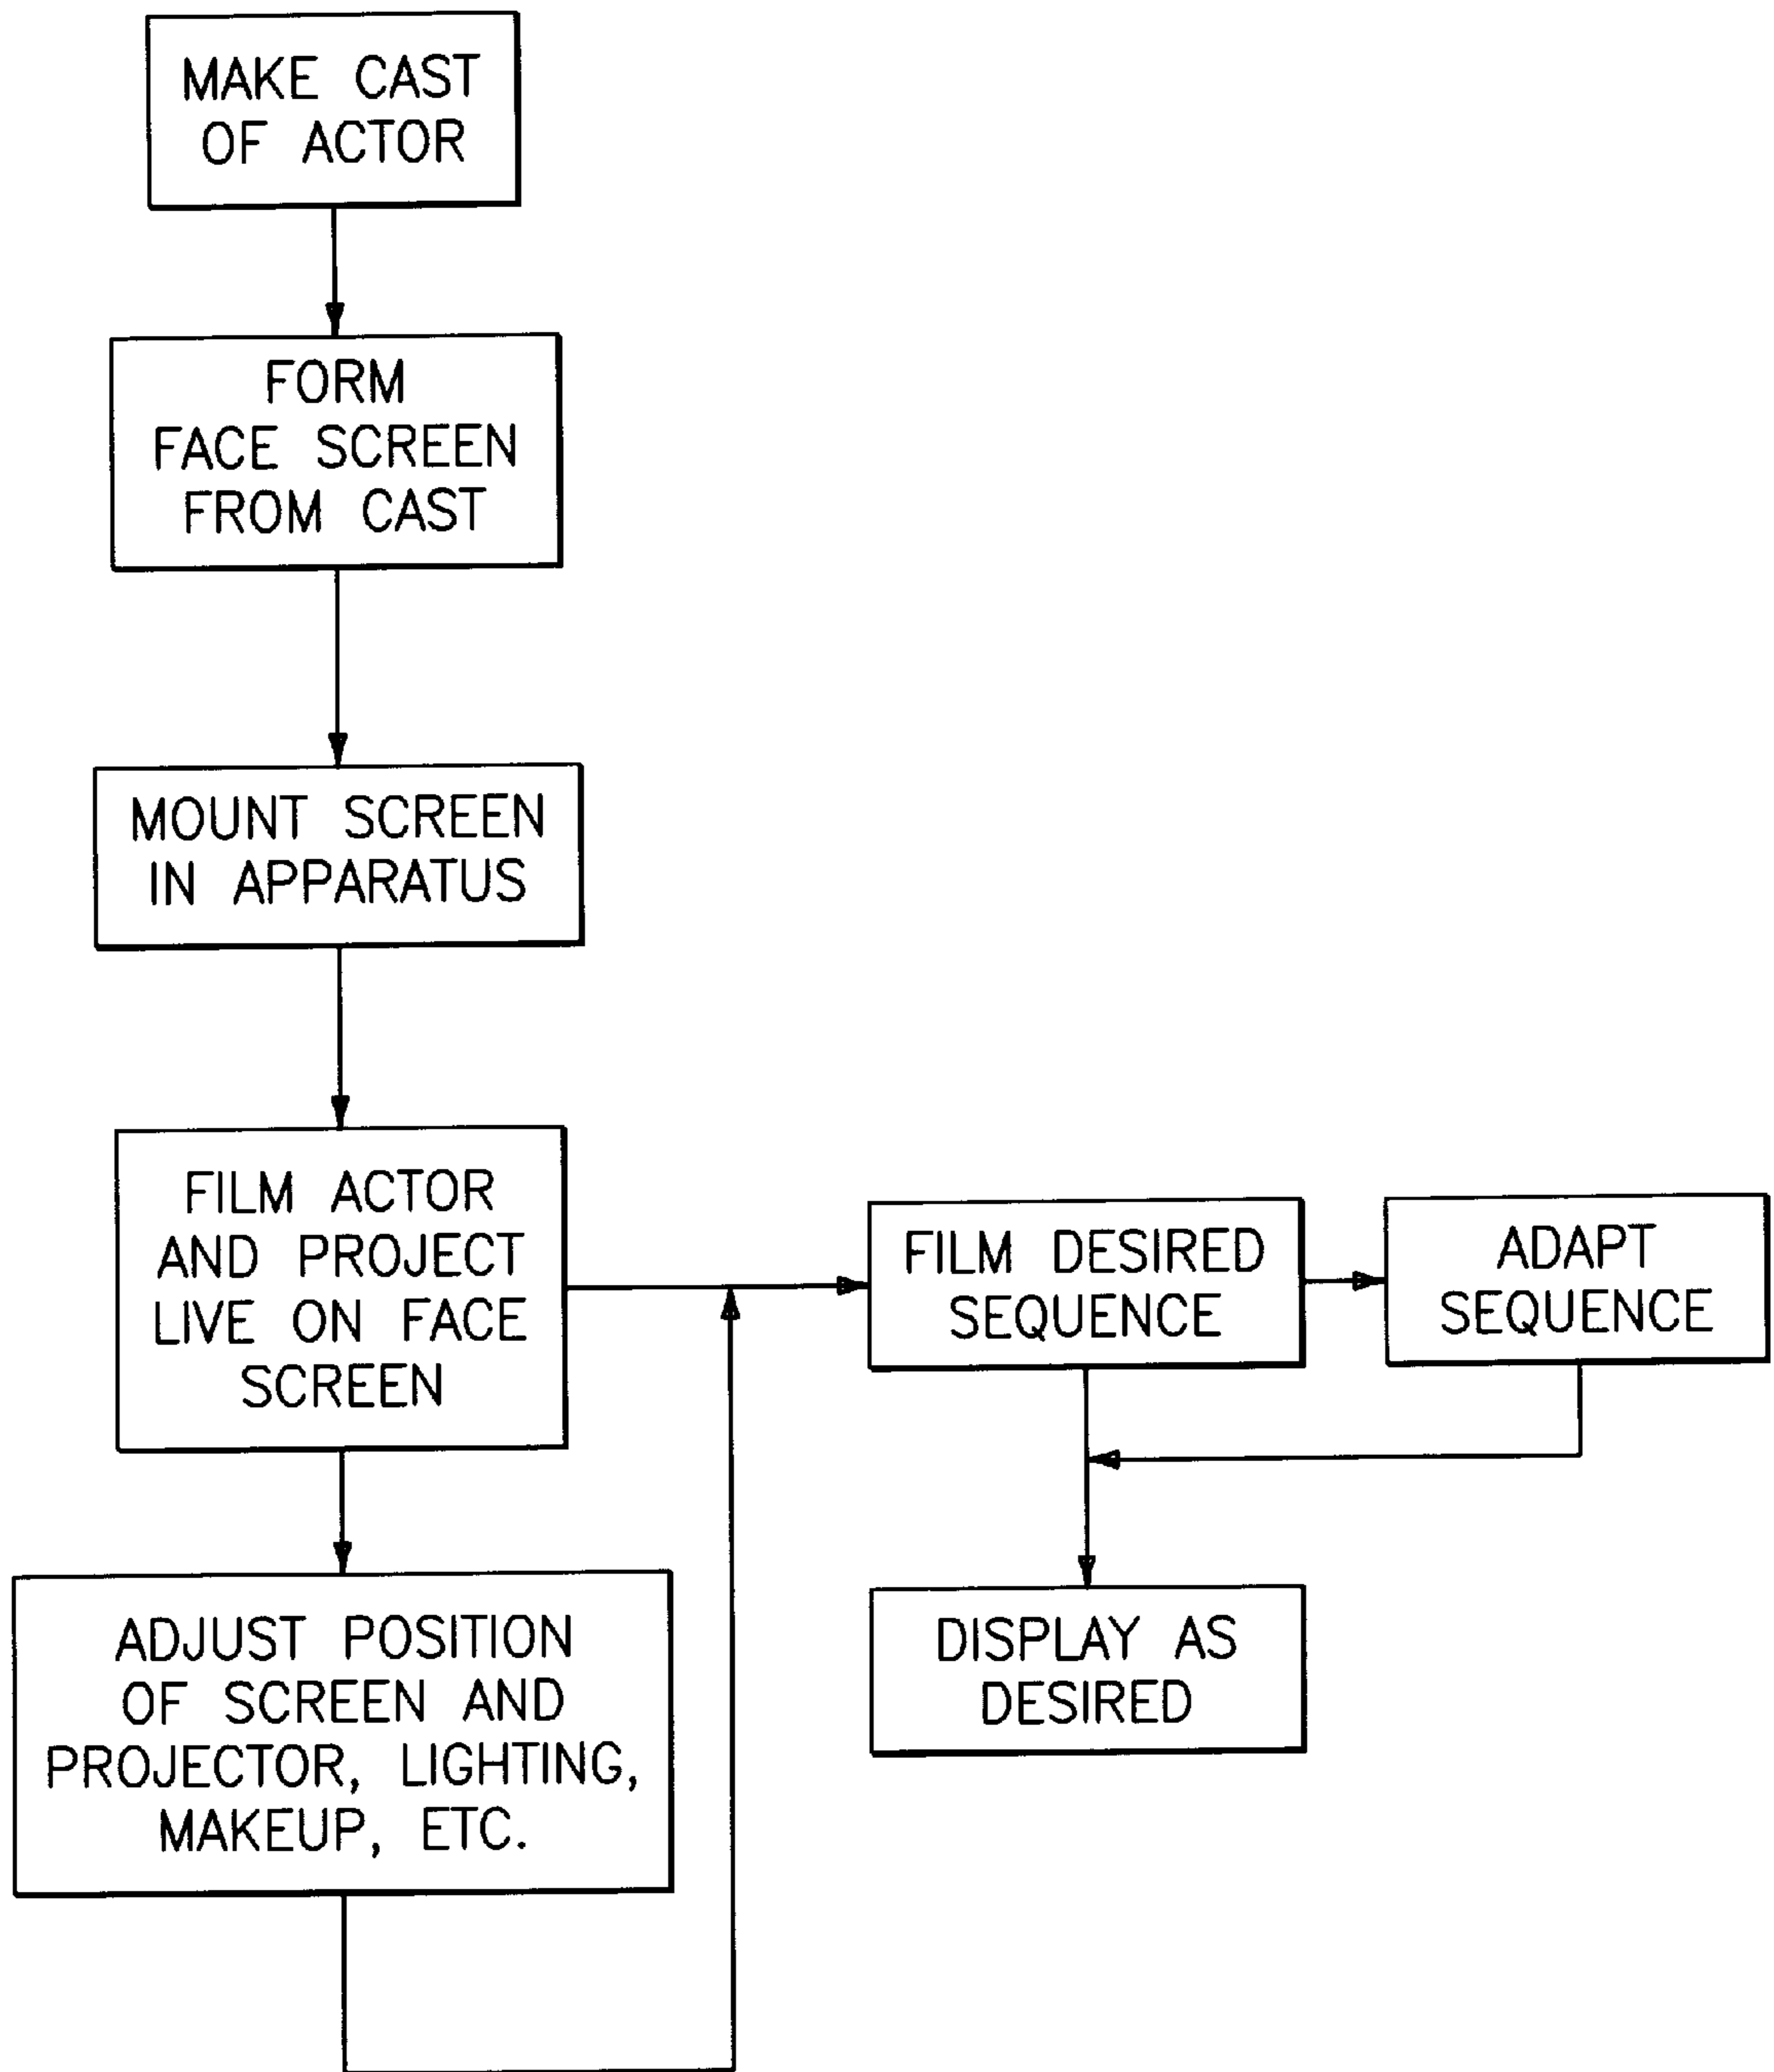 MAKE CAST
OF ACTOR
FORM
FACE SCREEN
FROM CAST
MOUNT SCREEN
IN APPARATUS
FILM ACTOR
AND PROJECT
LIVE ON FACE
SCREEN
ADJUST POSITION
OF SCREEN AND
PROJECTOR, LIGHTING,
MAKEUP, ETC.
FILM DESIRED
SEQUENCE
ADAPT
SEQUENCE
DISPLAY AS
DESIRED